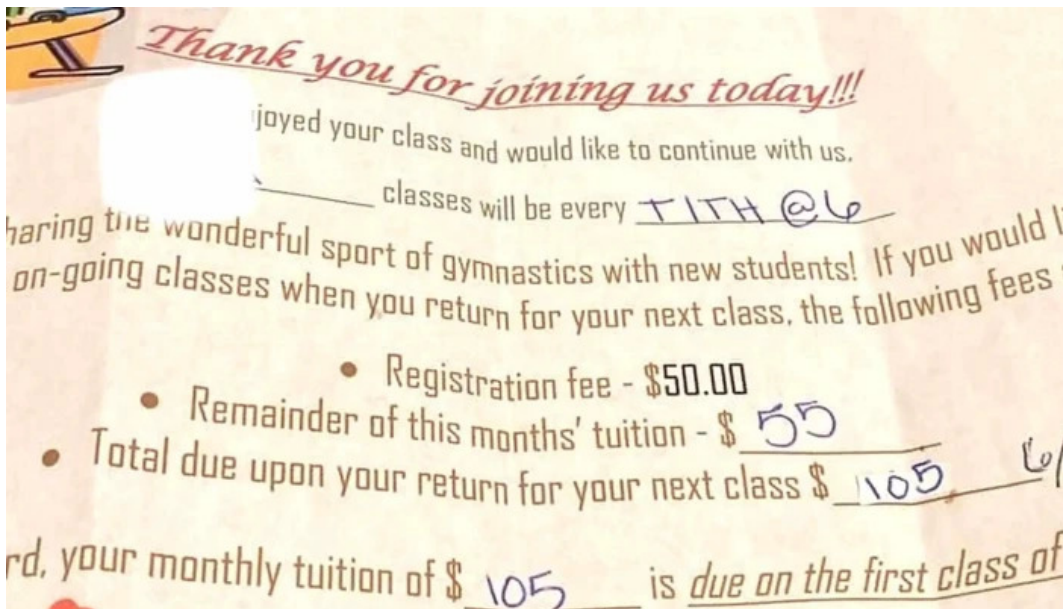 Thank you for joining us today!!!
joyed your class and would like to continue with us.
classes will be every T/TH @6
haring the wonderful sport of gymnastics with new students! If you would l
on-going classes when you return for your next class, the following fees
• Registration fee - $50.00
• Remainder of this months' tuition - $ 55
• Total due upon your return for your next class $ 105 6/
rd, your monthly tuition of $ 105 is due on the first class of